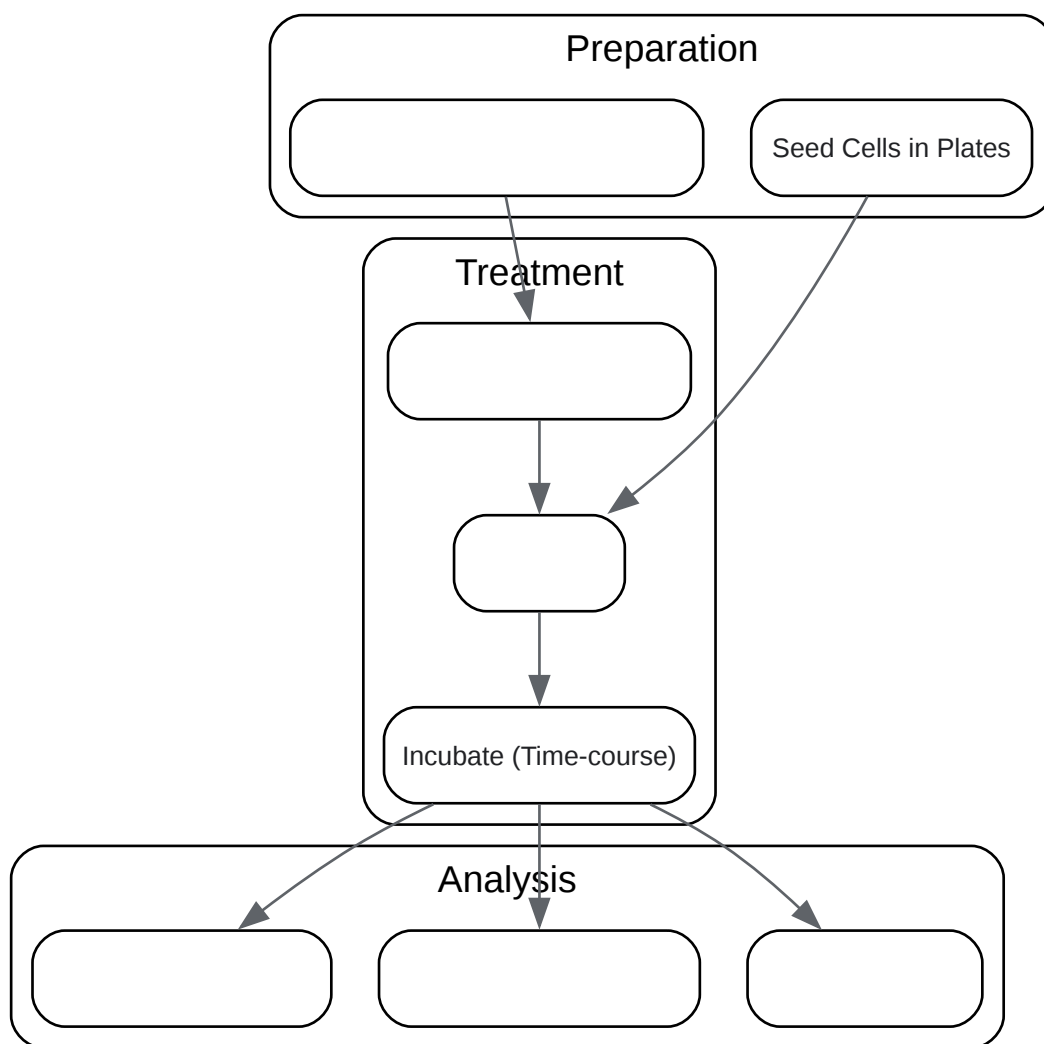 Preparation
Seed Cells in Plates
Treatment
Incubate (Time-course)
Analysis